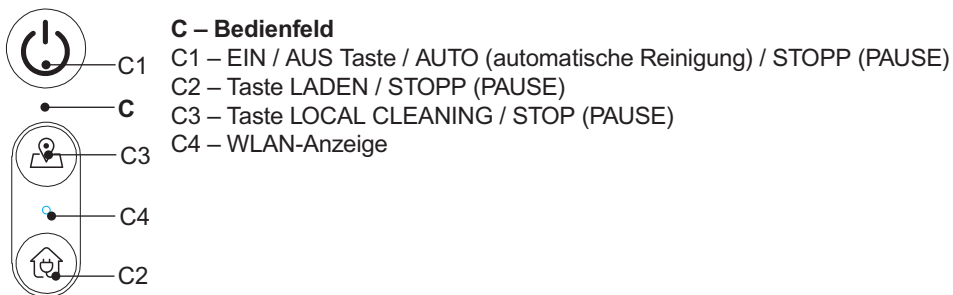 C – Bedienfeld
C1 – EIN / AUS Taste / AUTO (automatische Reinigung) / STOPP (PAUSE)
C2 – Taste LADEN / STOPP (PAUSE)
C3 – Taste LOCAL CLEANING / STOP (PAUSE)
C4 – WLAN-Anzeige
C1
C
C3
C4
C2